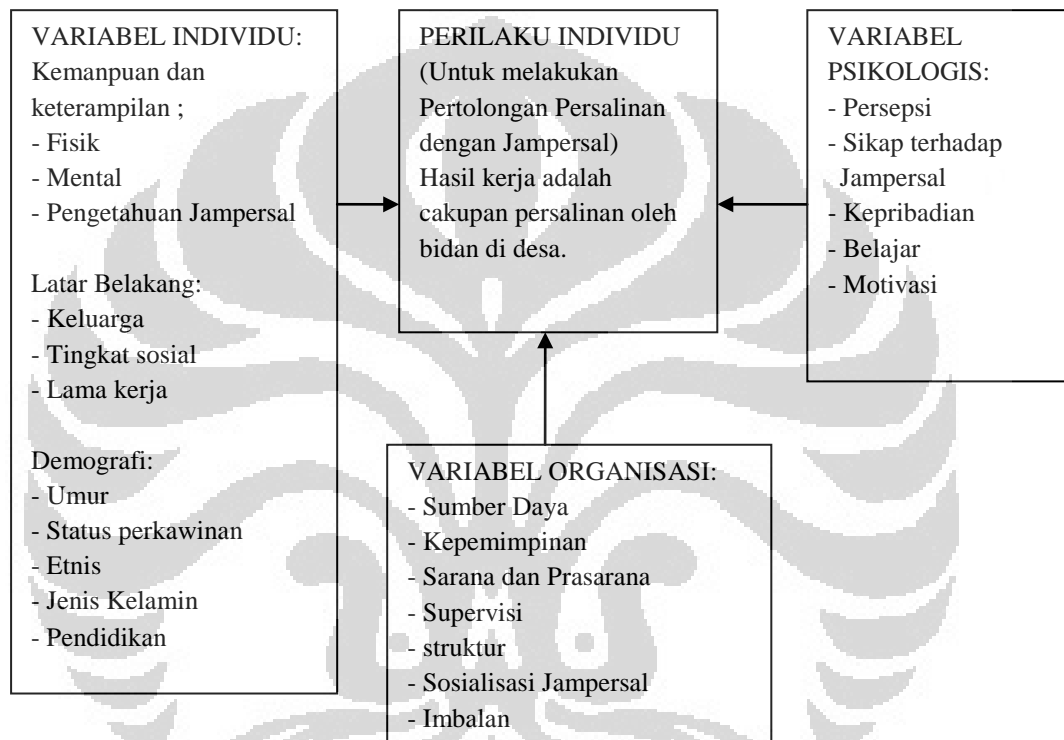 VARIABEL INDIVIDU:
Kemanpuan dan
keterampilan ;
- Fisik
- Mental
- Pengetahuan Jampersal
Latar Belakang:
- Keluarga
- Tingkat sosial
- Lama kerja
Demografi:
- Umur
- Status perkawinan
- Etnis
- Jenis Kelamin
- Pendidikan
PERILAKU INDIVIDU
(Untuk melakukan
Pertolongan Persalinan
dengan Jampersal)
Hasil kerja adalah
cakupan persalinan oleh
bidan di desa.
VARIABEL
PSIKOLOGIS:
- Persepsi
- Sikap terhadap
Jampersal
- Kepribadian
- Belajar
- Motivasi
VARIABEL ORGANISASI:
- Sumber Daya
- Kepemimpinan
- Sarana dan Prasarana
- Supervisi
- struktur
- Sosialisasi Jampersal
- Imbalan